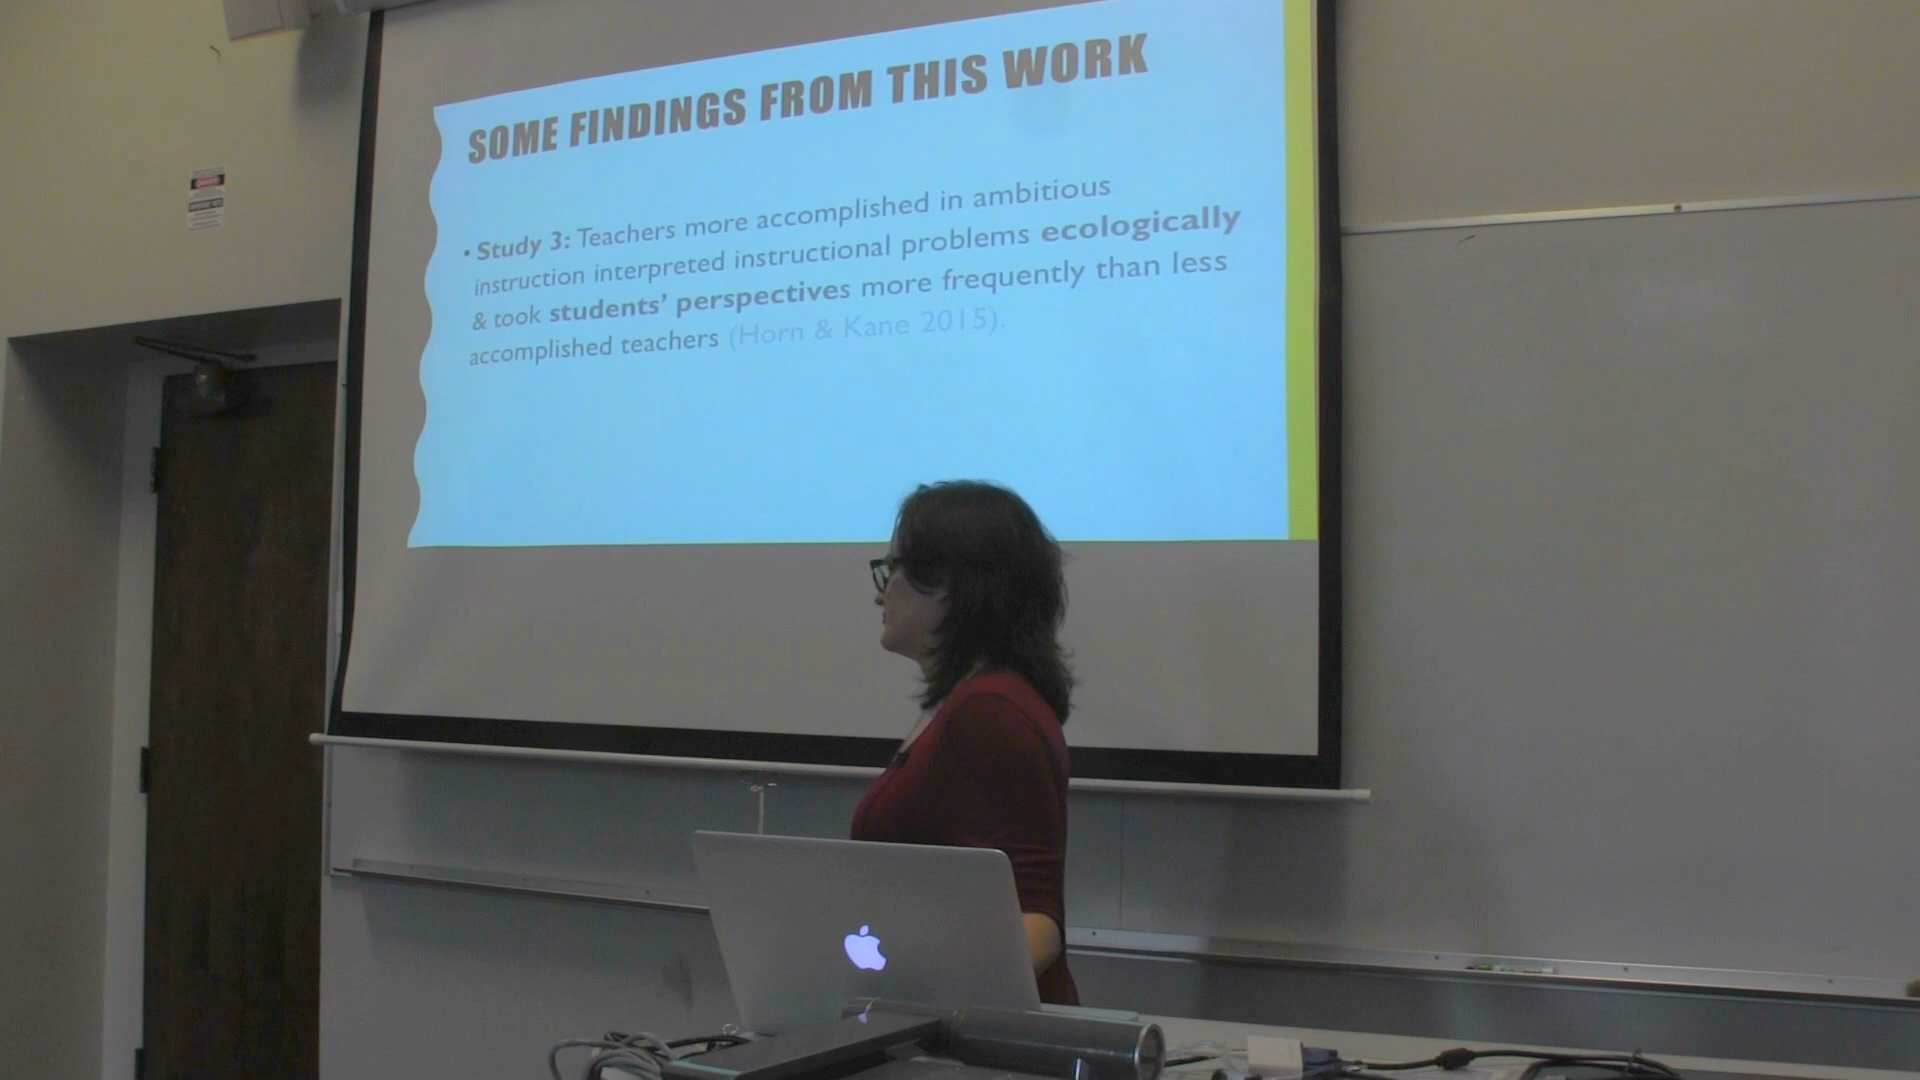 SOME FINDINGS FROM THIS WORK
• Study 3: Teachers more accomplished in ambitious
instruction interpreted instructional problems ecologically
& took students' perspectives more frequently than less
accomplished teachers (Horn & Kane 2015).